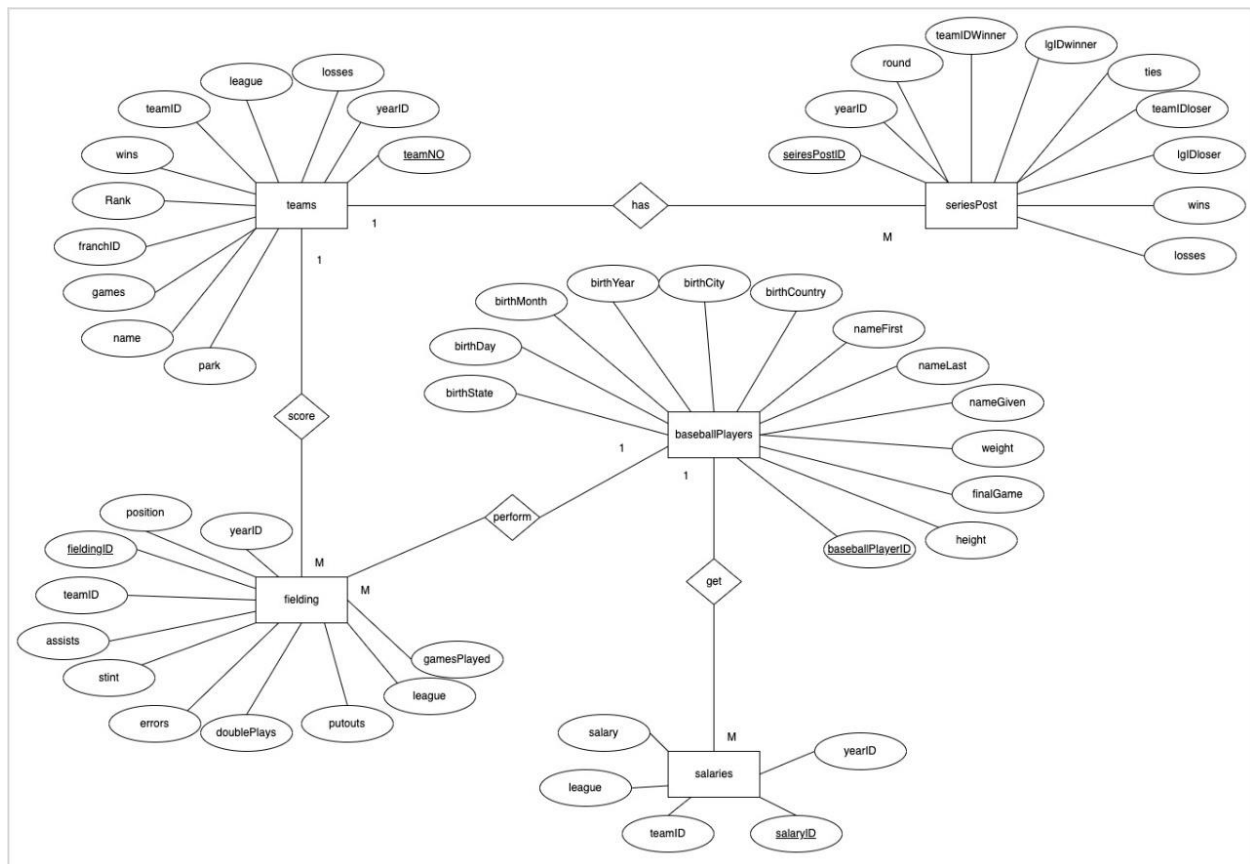 teamIDWinner
lgIDwinner
round
ties
losses
league
yearID
teamID
yearID
teamIDloser
wins
teamNO
seiresPostID
lgIDloser
Rank
teams
has
seriesPost
wins
1
M
franchID
1
losses
games
birthYear
birthCity
birthCountry
birthMonth
name
nameFirst
birthDay
park
nameLast
birthState
nameGiven
score
baseballPlayers
1
weight
1
finalGame
position
perform
yearID
fieldingID
baseballPlayerID
height
M
M
get
teamID
fielding
assists
gamesPlayed
stint
league
errors
doublePlays
putouts
salary
M
yearID
league
salaries
teamID
salaryID